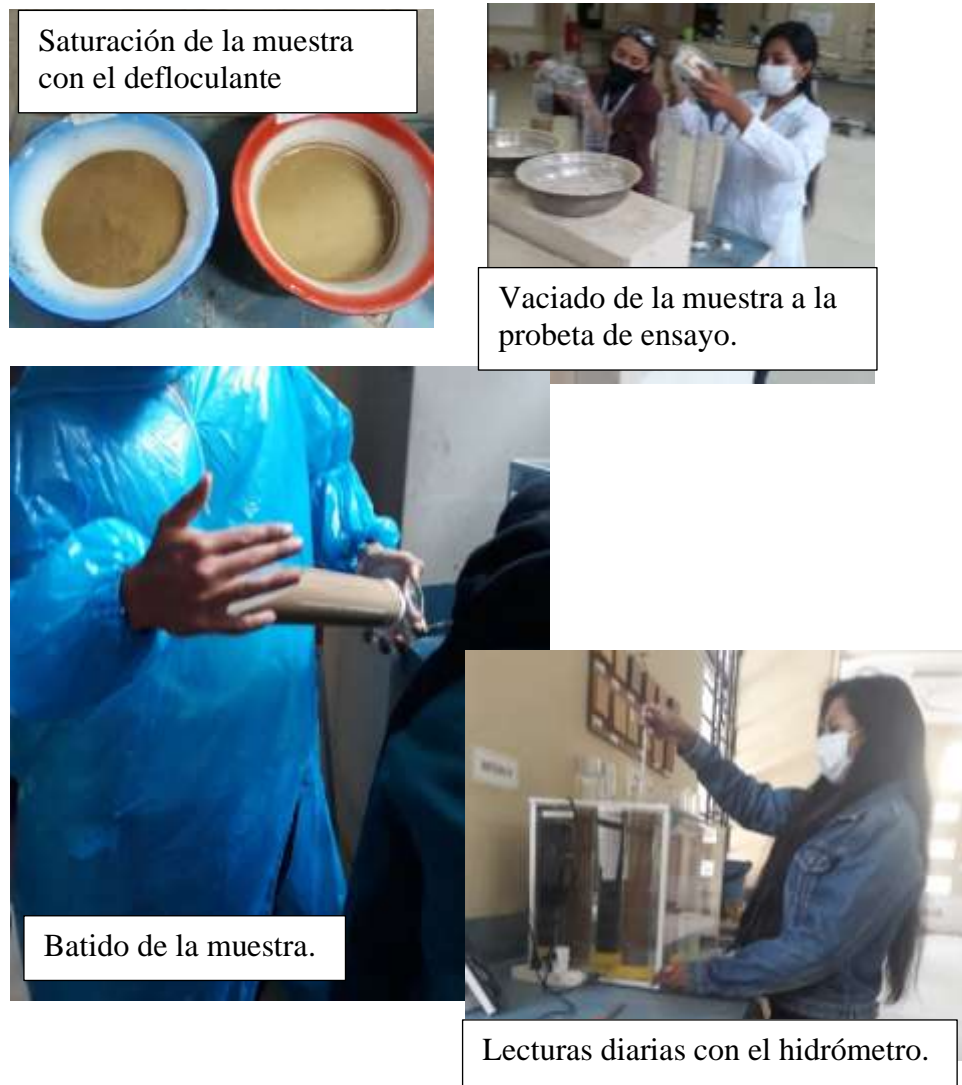 Saturación de la muestra
con el defloculante
Vaciado de la muestra a la
probeta de ensayo.
Batido de la muestra.
Lecturas diarias con el hidrómetro.